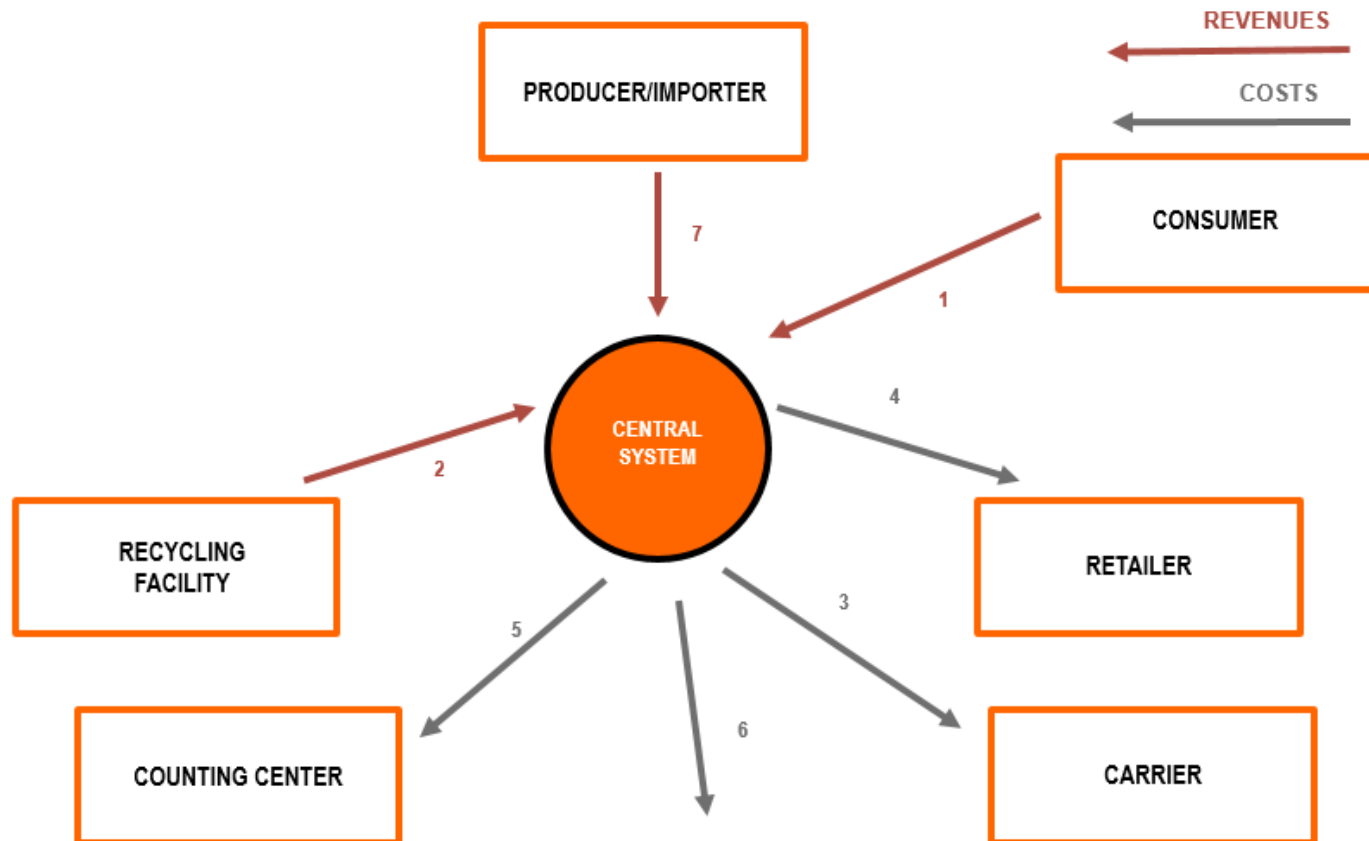 REVENUES
COSTS
PRODUCER/IMPORTER
CONSUMER
7
1
CENTRAL
SYSTEM
4
2
RECYCLING
FACILITY
RETAILER
5
3
6
COUNTING CENTER
CARRIER